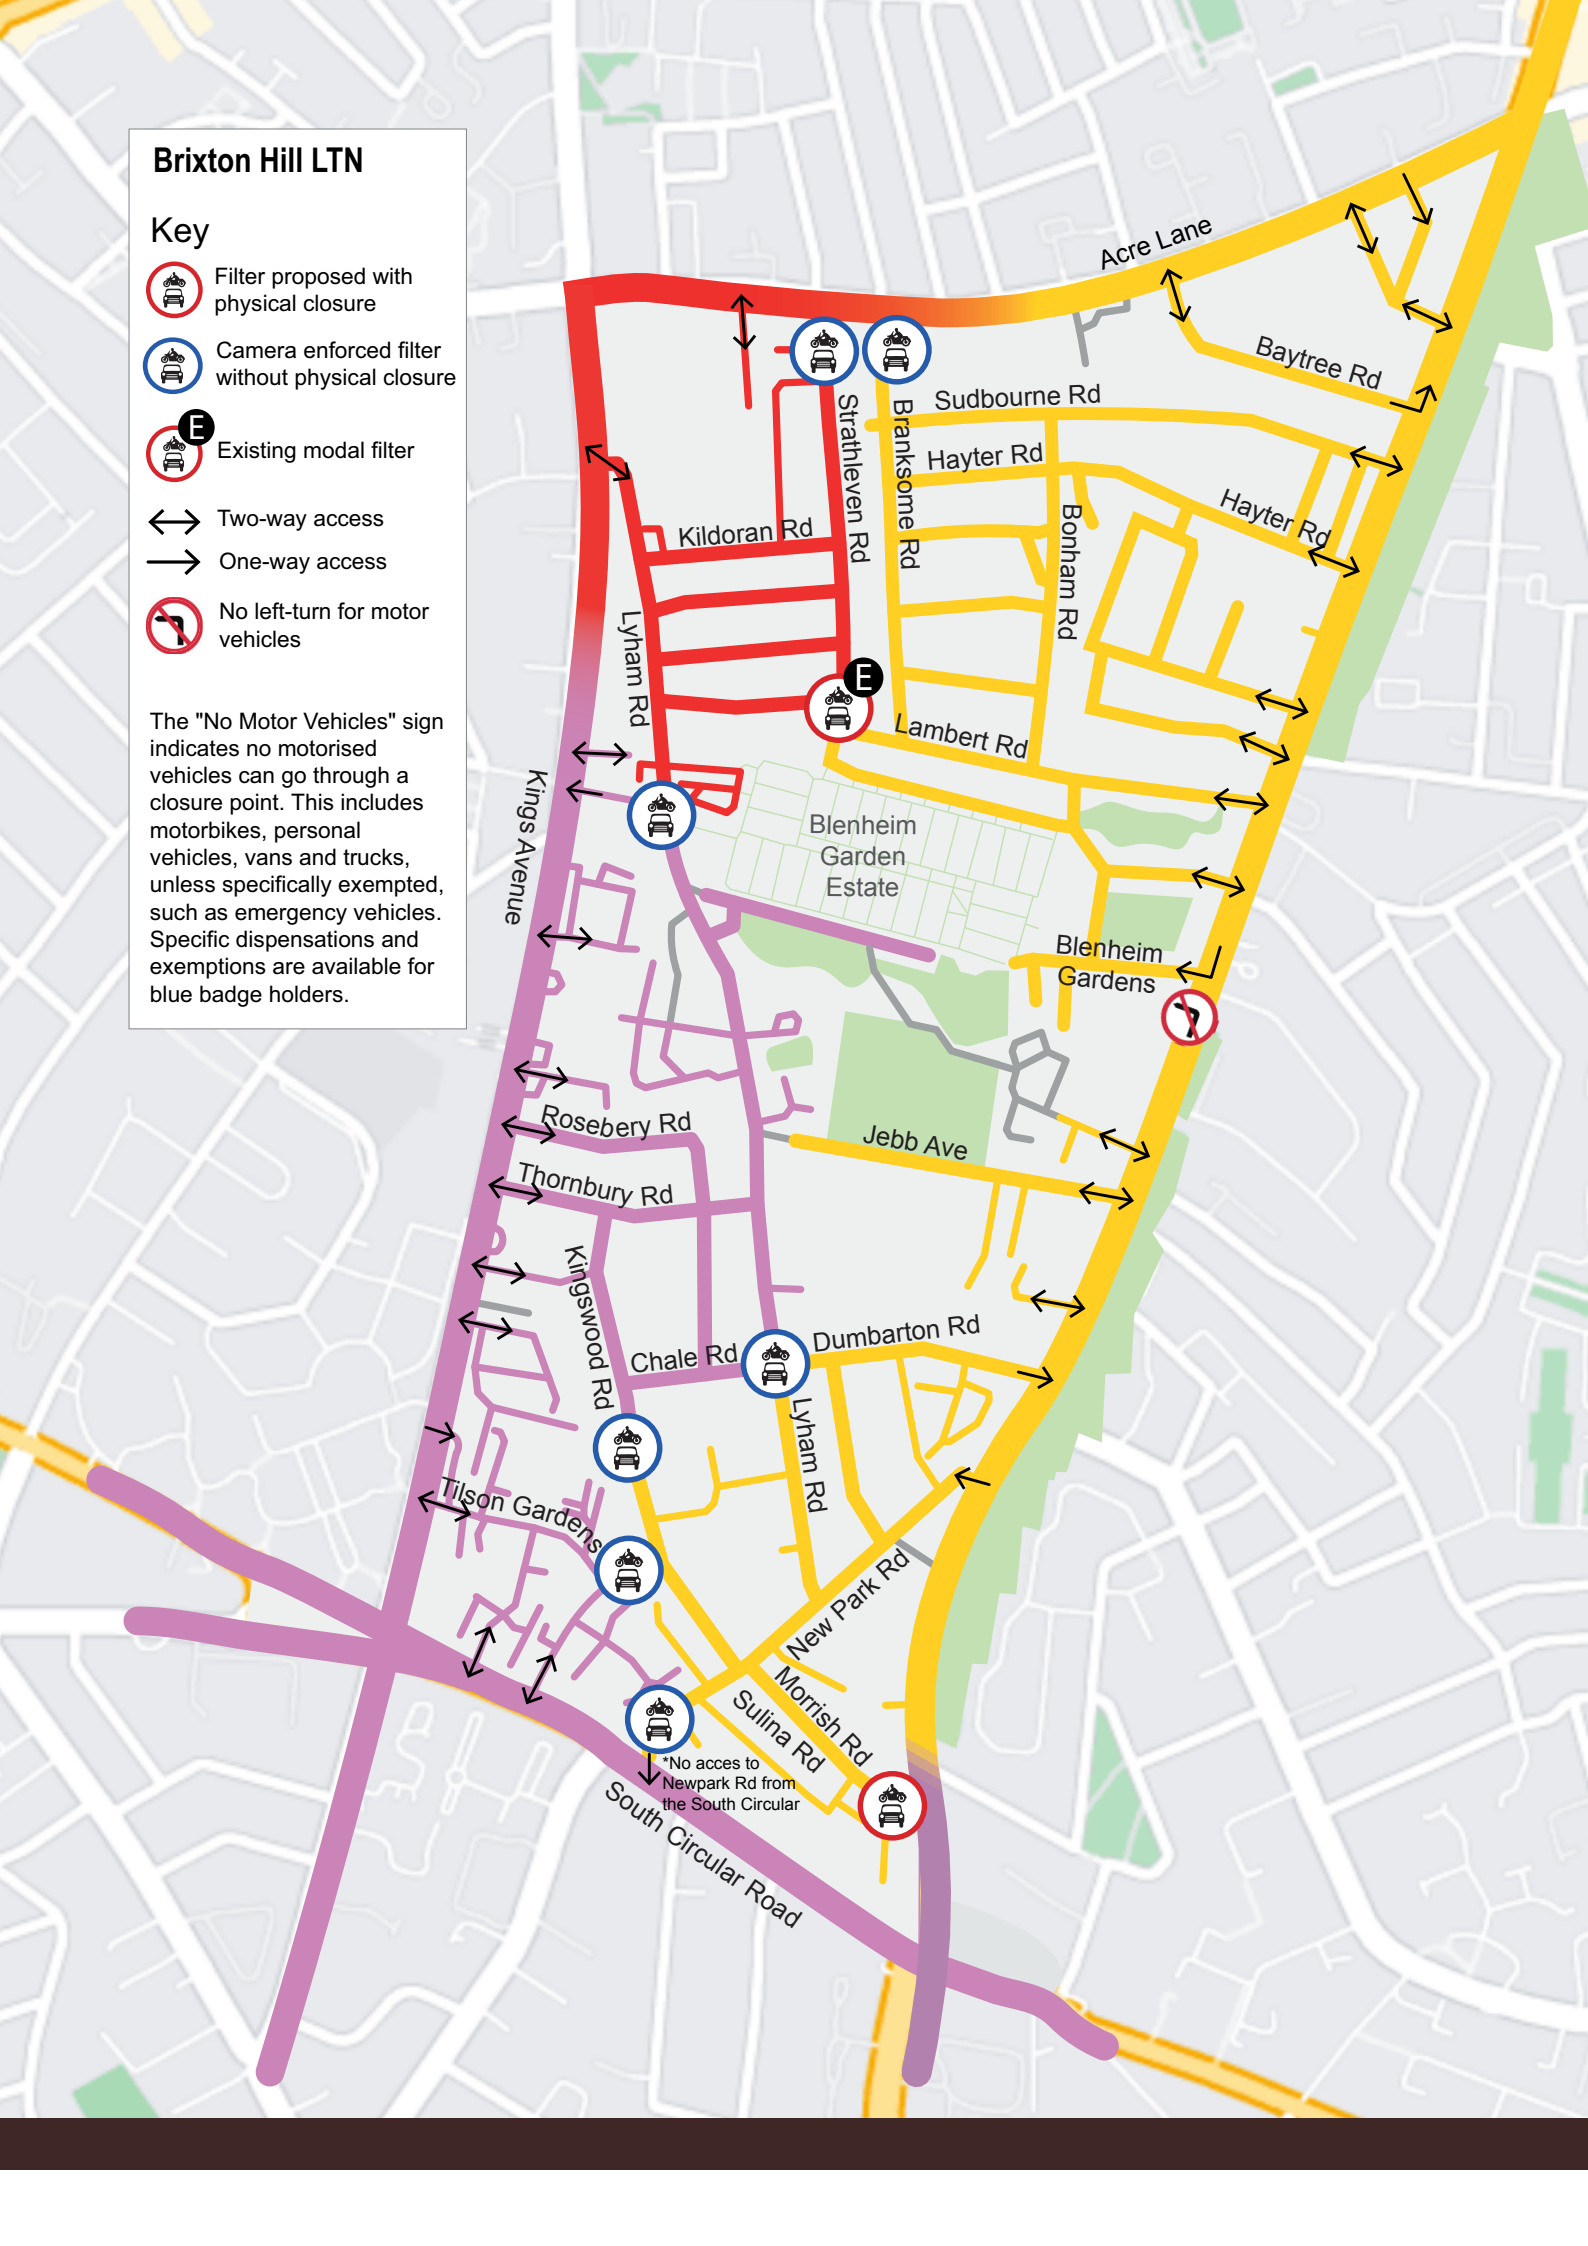 Brixton Hill LTN
Key
Filter proposed with
physical closure
Camera enforced filter
without physical closure
E
Existing modal filter
Two-way access
One-way access
No left-turn for motor
vehicles
The "No Motor Vehicles" sign
indicates no motorised
vehicles can go through a
closure point. This includes
motorbikes, personal
vehicles, vans and trucks,
unless specifically exempted,
such as emergency vehicles.
Specific dispensations and
exemptions are available for
blue badge holders.
Acre Lane
Baytree Rd
Sudbourne Rd
Strathleven Rd
Branksome Rd
Hayter Rd
Hayter Rd
Kildoran Rd
Bonham Rd
Lyham Rd
E
Lambert Rd
Kings Avenue
Blenheim
Garden
Estate
Blenheim
Gardens
Rosebery Rd
Jebb Ave
Thornbury Rd
Kingswood Rd
Dumbarton Rd
Chale Rd
Lyham Rd
Tilson Gardens
New Park Rd
Morrish Rd
Sulina Rd
*No acces to
Newpark Rd from
the South Circular
South Circular Road